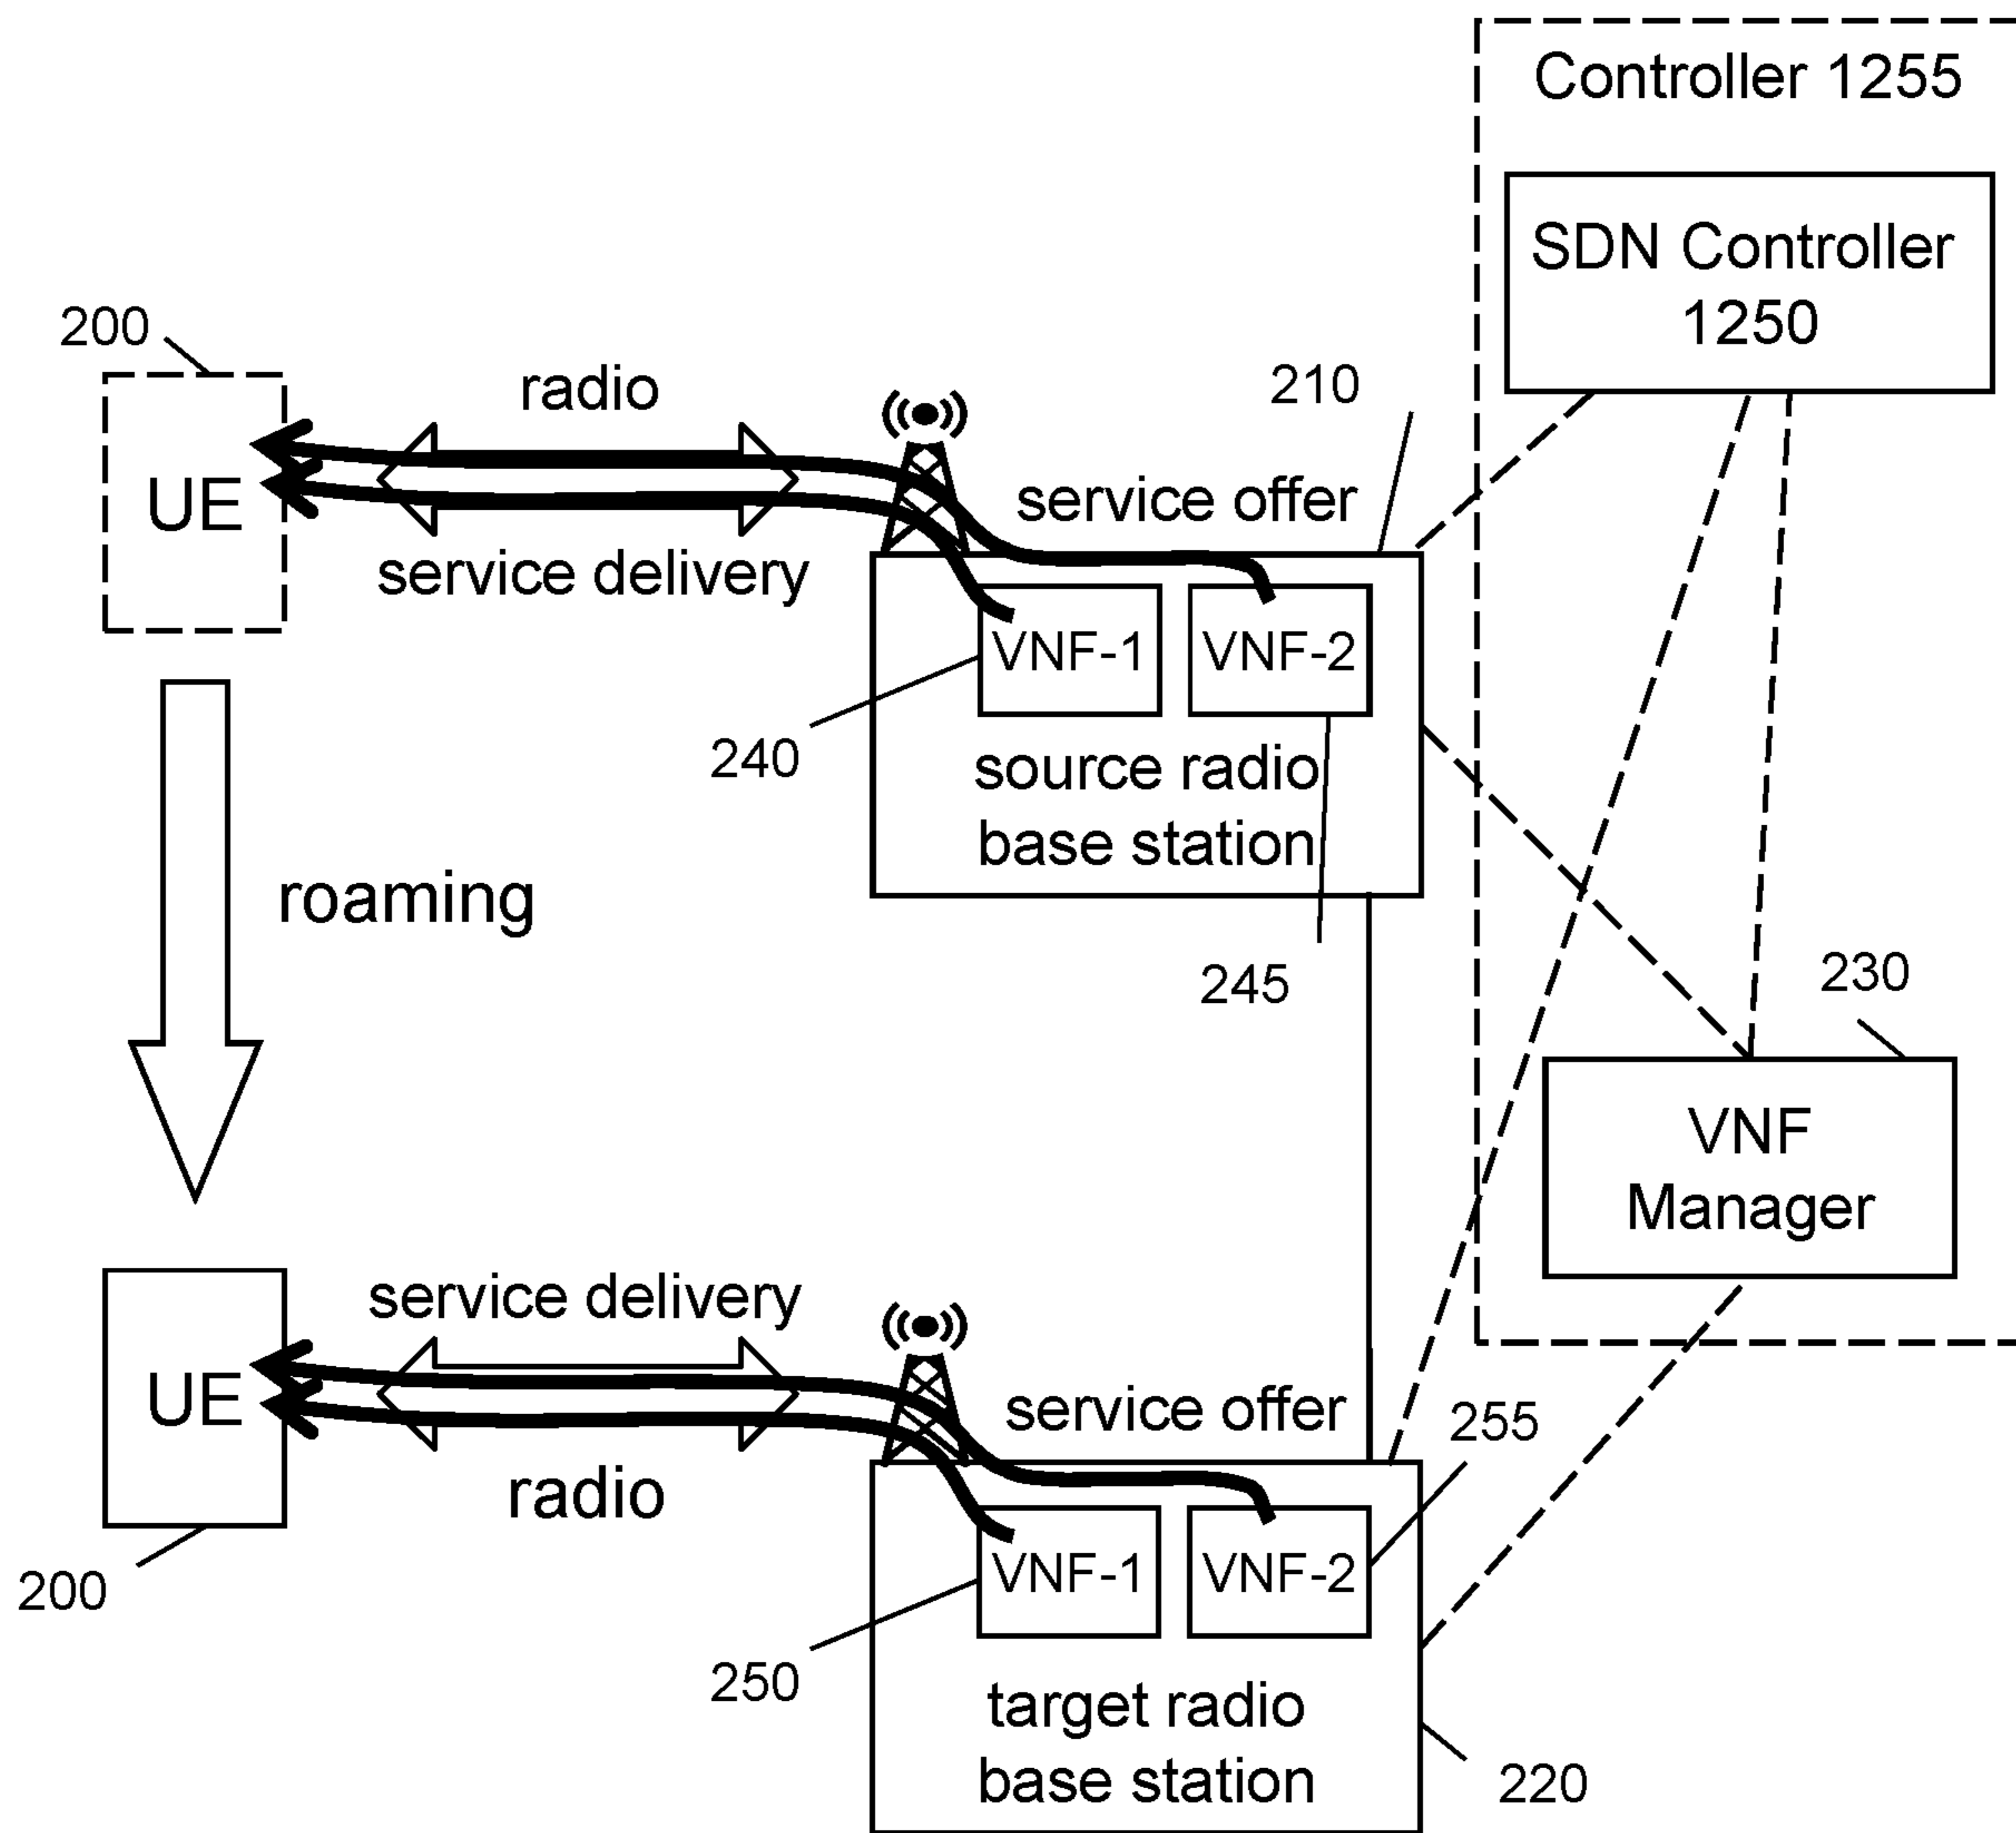 Controller 1255
SDN Controller
1250
200
radio
210
UE
service offer
service delivery
VNF-1
VNF-2
240
source radio
base station
roaming
245
230
VNF
Manager
service delivery
UE
service offer
255
radio
VNF-1
VNF-2
200
250
target radio
base station
220